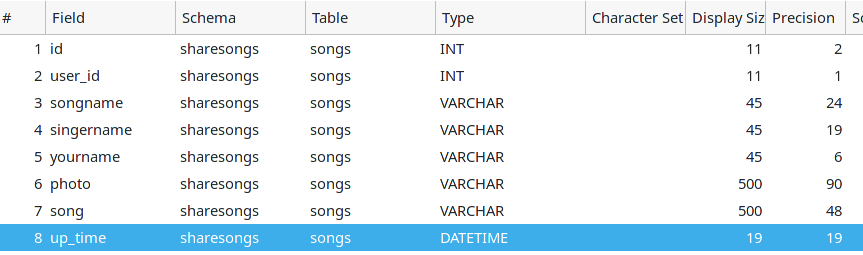 # Field Schema Table Type Character Set Display Siz Precision Sc
1 id sharesongs songs INT 11 2
2 user_id sharesongs songs INT 11 1
3 songname sharesongs songs VARCHAR 45 24
4 singername sharesongs songs VARCHAR 45 19
5 yourname sharesongs songs VARCHAR 45 6
6 photo sharesongs songs VARCHAR 500 90
7 song sharesongs songs VARCHAR 500 48
8 up_time sharesongs songs DATETIME 19 19